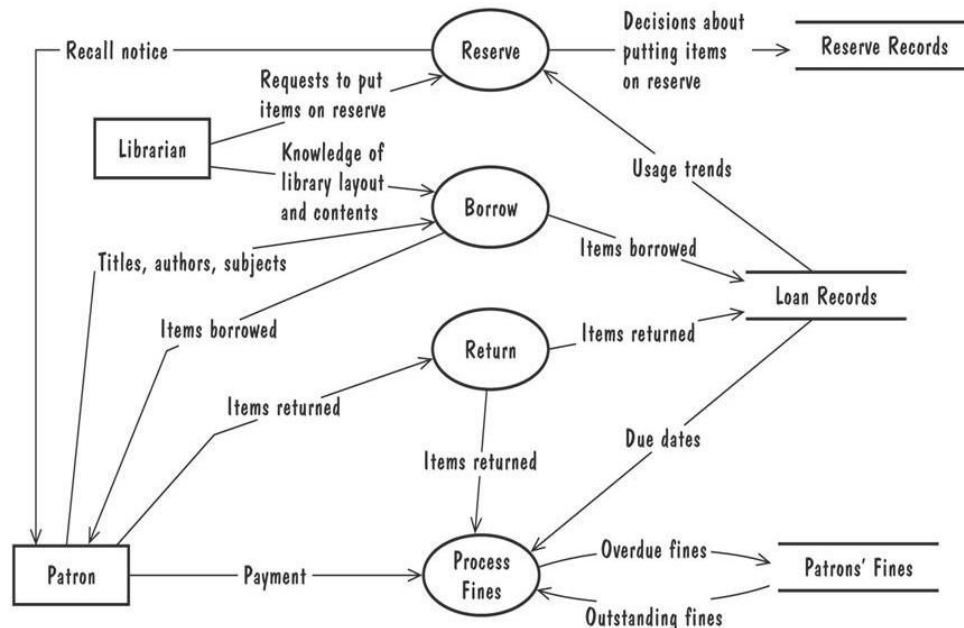 Recall notice
Reserve
Decisions about
putting items
on reserve
Reserve Records
Requests to put
items on reserve
Librarian
Knowledge of
library layout
and contents
Usage trends
Borrow
Titles, authors, subjects
Items borrowed
Loan Records
Items borrowed
Return
Items returned
Items returned
Due dates
Items returned
Patron
Payment
Process
Fines
Overdue fines
Patrons' Fines
Outstanding fines